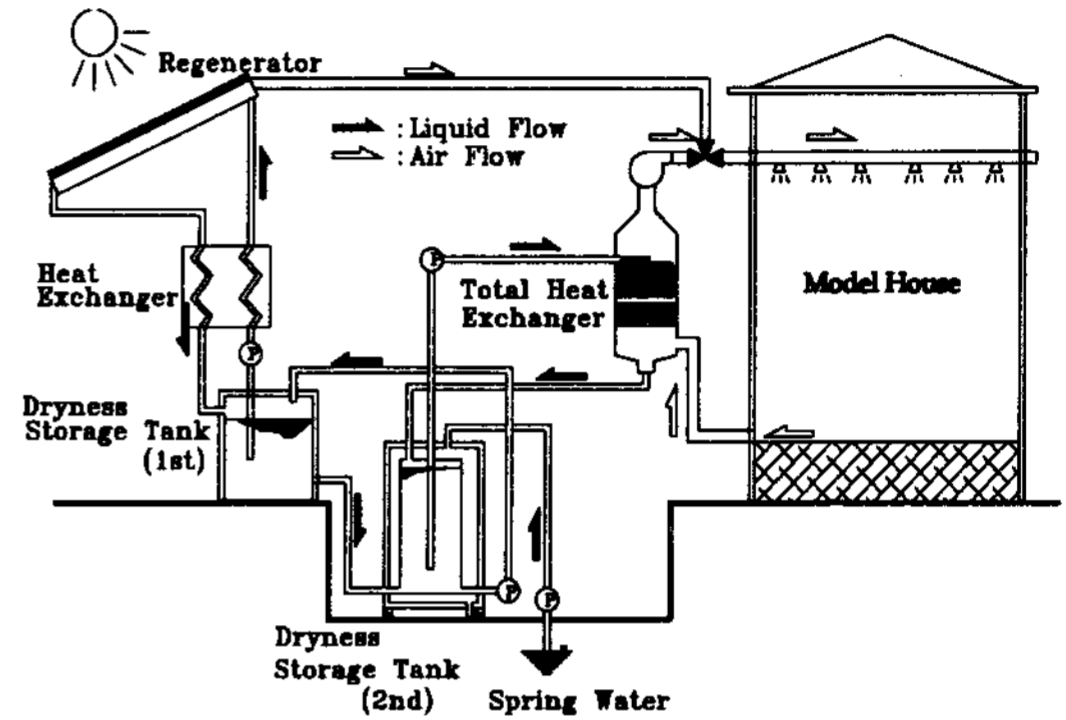 Regenerator
: Liquid Flow
: Air Flow
Heat
Exchanger
P
Total Heat
Exchanger
Model House
P
Dryness
Storage Tank
(1st)
P
P
Dryness
Storage Tank
(2nd)
Spring Water